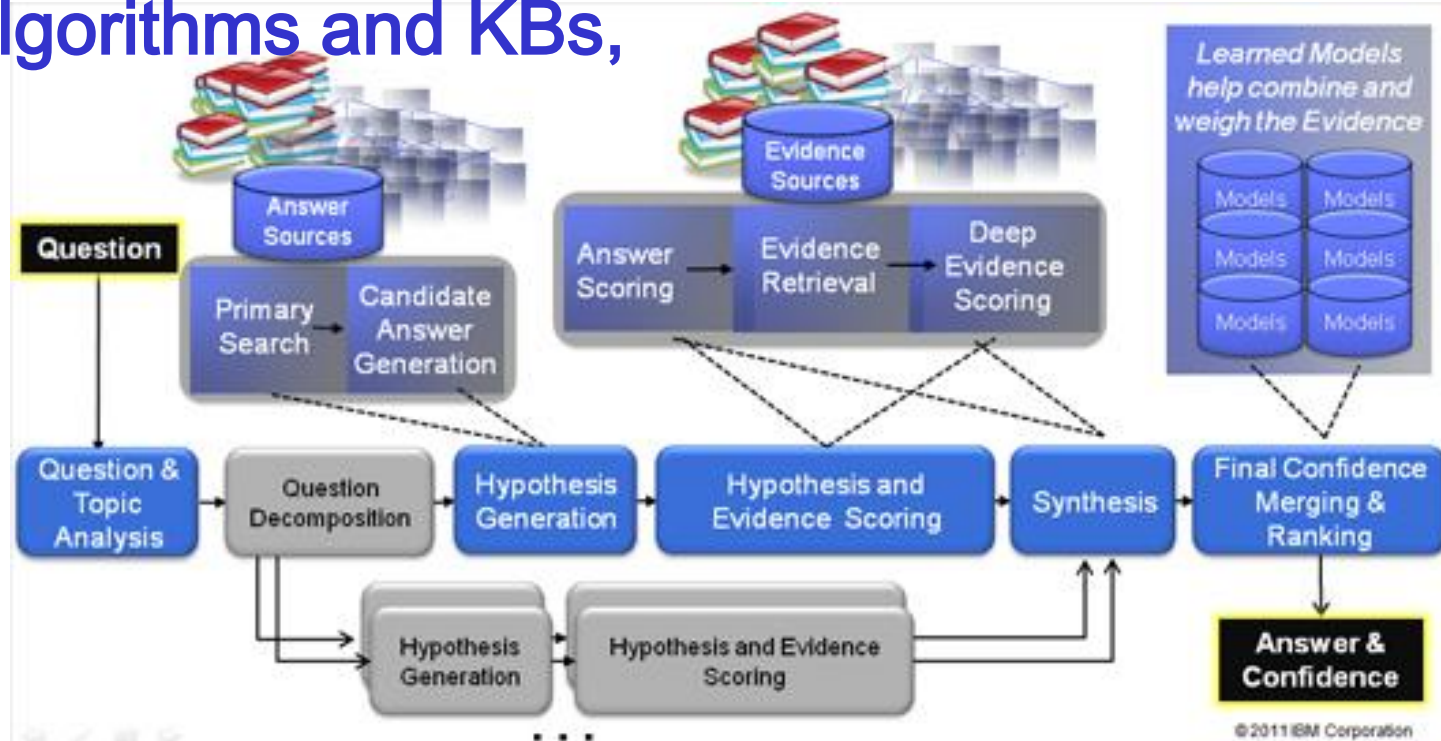 lgorithms and KBs,
Learned Models
help combine and
weigh the Evidence
Models Models
Models Models
Models Models
Answer
Sources
Evidence
Sources
Question
Primary
Search
Candidate
Answer
Generation
Answer
Scoring
Evidence
Retrieval
Deep
Evidence
Scoring
Question &
Topic
Analysis
Question
Decomposition
Hypothesis
Generation
Hypothesis and
Evidence Scoring
Synthesis
Final Confidence
Merging &
Ranking
Hypothesis
Generation
Hypothesis and Evidence
Scoring
Answer &
Confidence
...
©2011 IBM Corporation